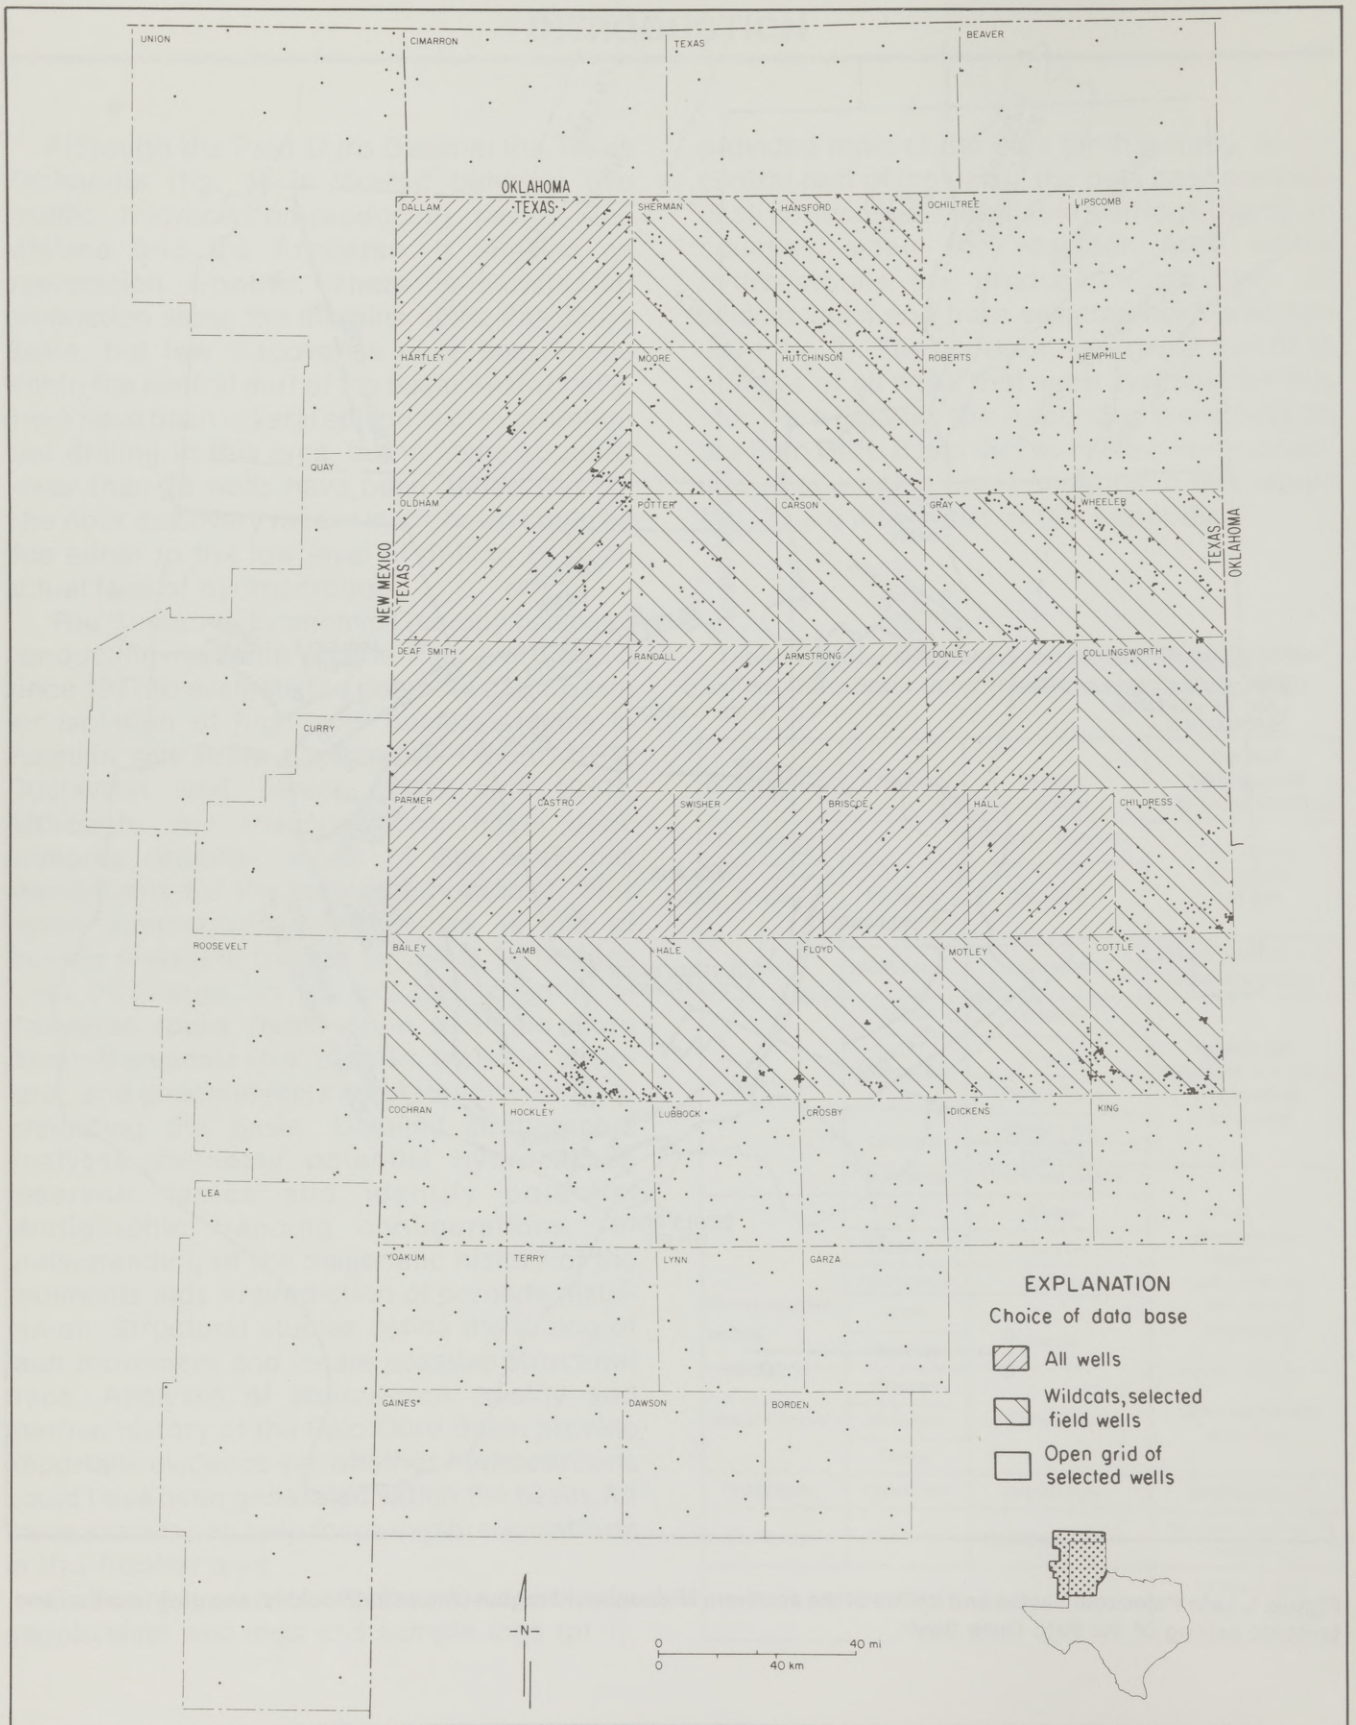 UNION
CIMARRON
TEXAS
BEAVER
OKLAHOMA
TEXAS
DALLAM
SHERMAN
HANSFORD
OCHILTREE
LIPSCOMB
HARTLEY
MOORE
HUTCHINSON
ROBERTS
HEMPHILL
QUAY
OLDHAM
POTTER
CARSON
GRAY
WHEELER
NEW MEXICO
TEXAS
TEXAS
OKLAHOMA
DEAF SMITH
RANDALL
ARMSTRONG
DONLEY
COLLINGSWORTH
CURRY
PARMER
CASTRO
SWISHER
BRISCOE
HALL
CHILDRESS
ROOSEVELT
BAILEY
LAMB
HALE
FLOYD
MOTLEY
COTTLE
COCHRAN
HOCKLEY
LUBBOCK
CROSBY
DICKENS
KING
LEA
YOAKUM
TERRY
LYNN
GARZA
GAINES
DAWSON
BORDEN
EXPLANATION
Choice of data base
All wells
Wildcats, selected
field wells
Open grid of
selected wells
-N-
0 40 mi
0 40 km